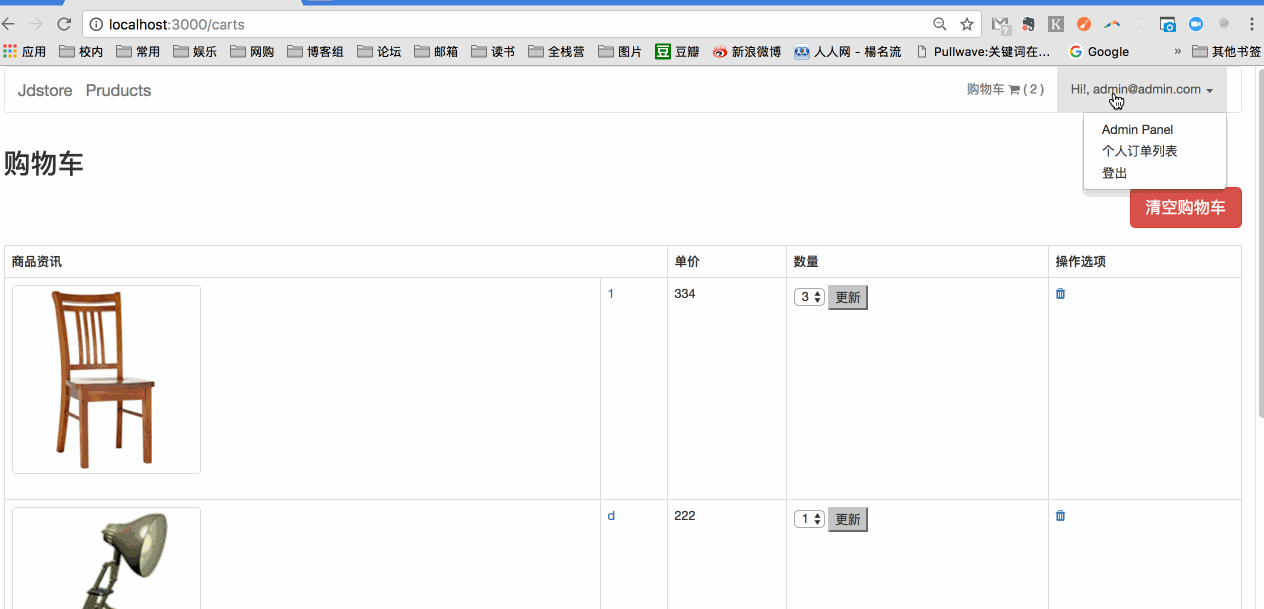 localhost:3000/carts
应用 校内 常用 娱乐 网购 博客组 论坛 邮箱 读书 全栈营 图片 豆 豆瓣 新浪微博 人人网 - 楊名流 Pullwave:关键词在... G Google » 其他书签
Jdstore Pruducts 购物车 ( 2 ) Hi!, admin@admin.com
Admin Panel
个人订单列表
登出
购物车
清空购物车
商品资讯 单价 数量 操作选项
1 334 3 更新
d 222 1 更新